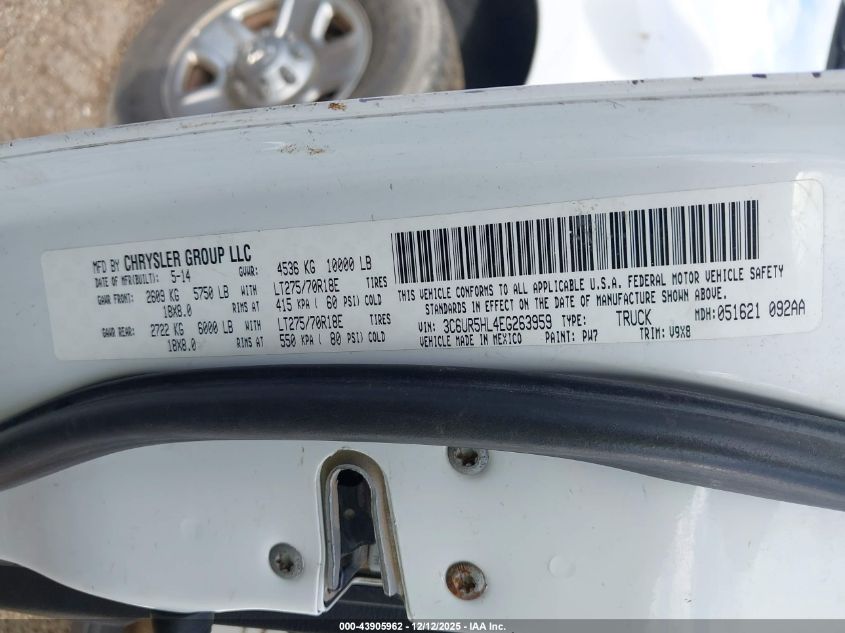 MFD BY CHRYSLER GROUP LLC
DATE OF MFR(BUILT): 5-14 GVWR: 4536 KG 10000 LB
GAWR FRONT: 2609 KG 5750 LB WITH LT275/70R18E TIRES
18X8.0 RIMS AT 415 KPA ( 60 PSI) COLD
GAWR REAR: 2722 KG 6000 LB WITH LT275/70R18E TIRES
18X8.0 RIMS AT 550 KPA ( 80 PSI) COLD
THIS VEHICLE CONFORMS TO ALL APPLICABLE U.S.A. FEDERAL MOTOR VEHICLE SAFETY
STANDARDS IN EFFECT ON THE DATE OF MANUFACTURE SHOWN ABOVE.
VIN: 3C6UR5HL4EG263959 TYPE: TRUCK MDH: 051621 092AA
VEHICLE MADE IN MEXICO PAINT: PW7 TRIM: V9X8
000-43905962 - 12/12/2025 - IAA Inc.